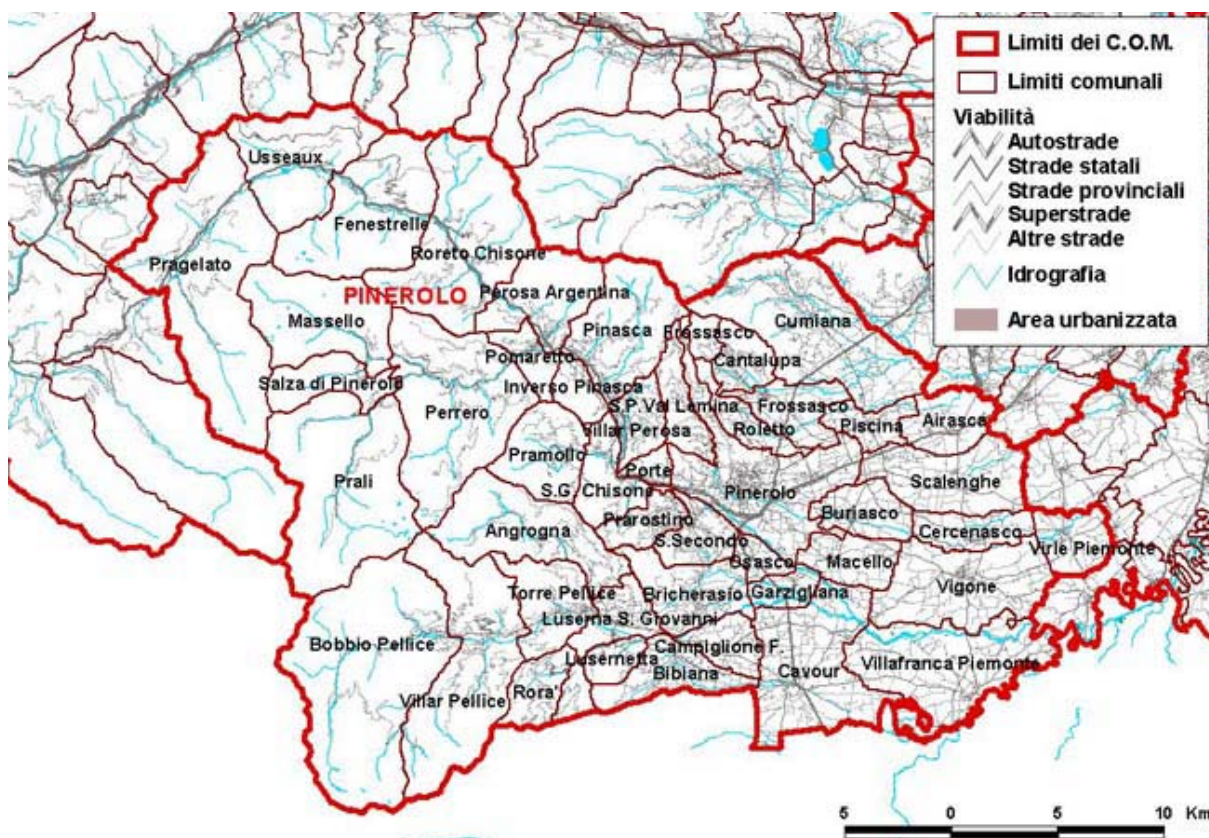 Limiti dei C.O.M.
Limiti comunali
Viabilità
Autostrade
Strade statali
Strade provinciali
Superstrade
Altre strade
Idrografia
Area urbanizzata
Usseaux
Fenestrelle
Pragelato
Roreto Chisone
PINEROLO
Perosa Argentina
Massello
Pinasca
Frossasco
Cumiana
Pomaretto
Cantalupa
Salza di Pinerolo
Inverso Pinasca
Perrero
S.P. Val Lemina
Frossasco
Airasca
Villar Perosa
Roletto
Piscina
Pramollo
Porte
Prali
S.G. Chisone
Pinerolo
Scalenghe
Prarostino
Buriasco
Angrogna
S.Secondo
Cercenasco
Virle Piemonte
Osasco
Macello
Torre Pellice
Bricherasio
Garzigliana
Vigone
Luserna S. Giovanni
Bobbio Pellice
Lusernetta
Campiglione F.
Bibiana
Cavour
Villafranca Piemonte
Villar Pellice
Rora'
5 0 5 10 Km